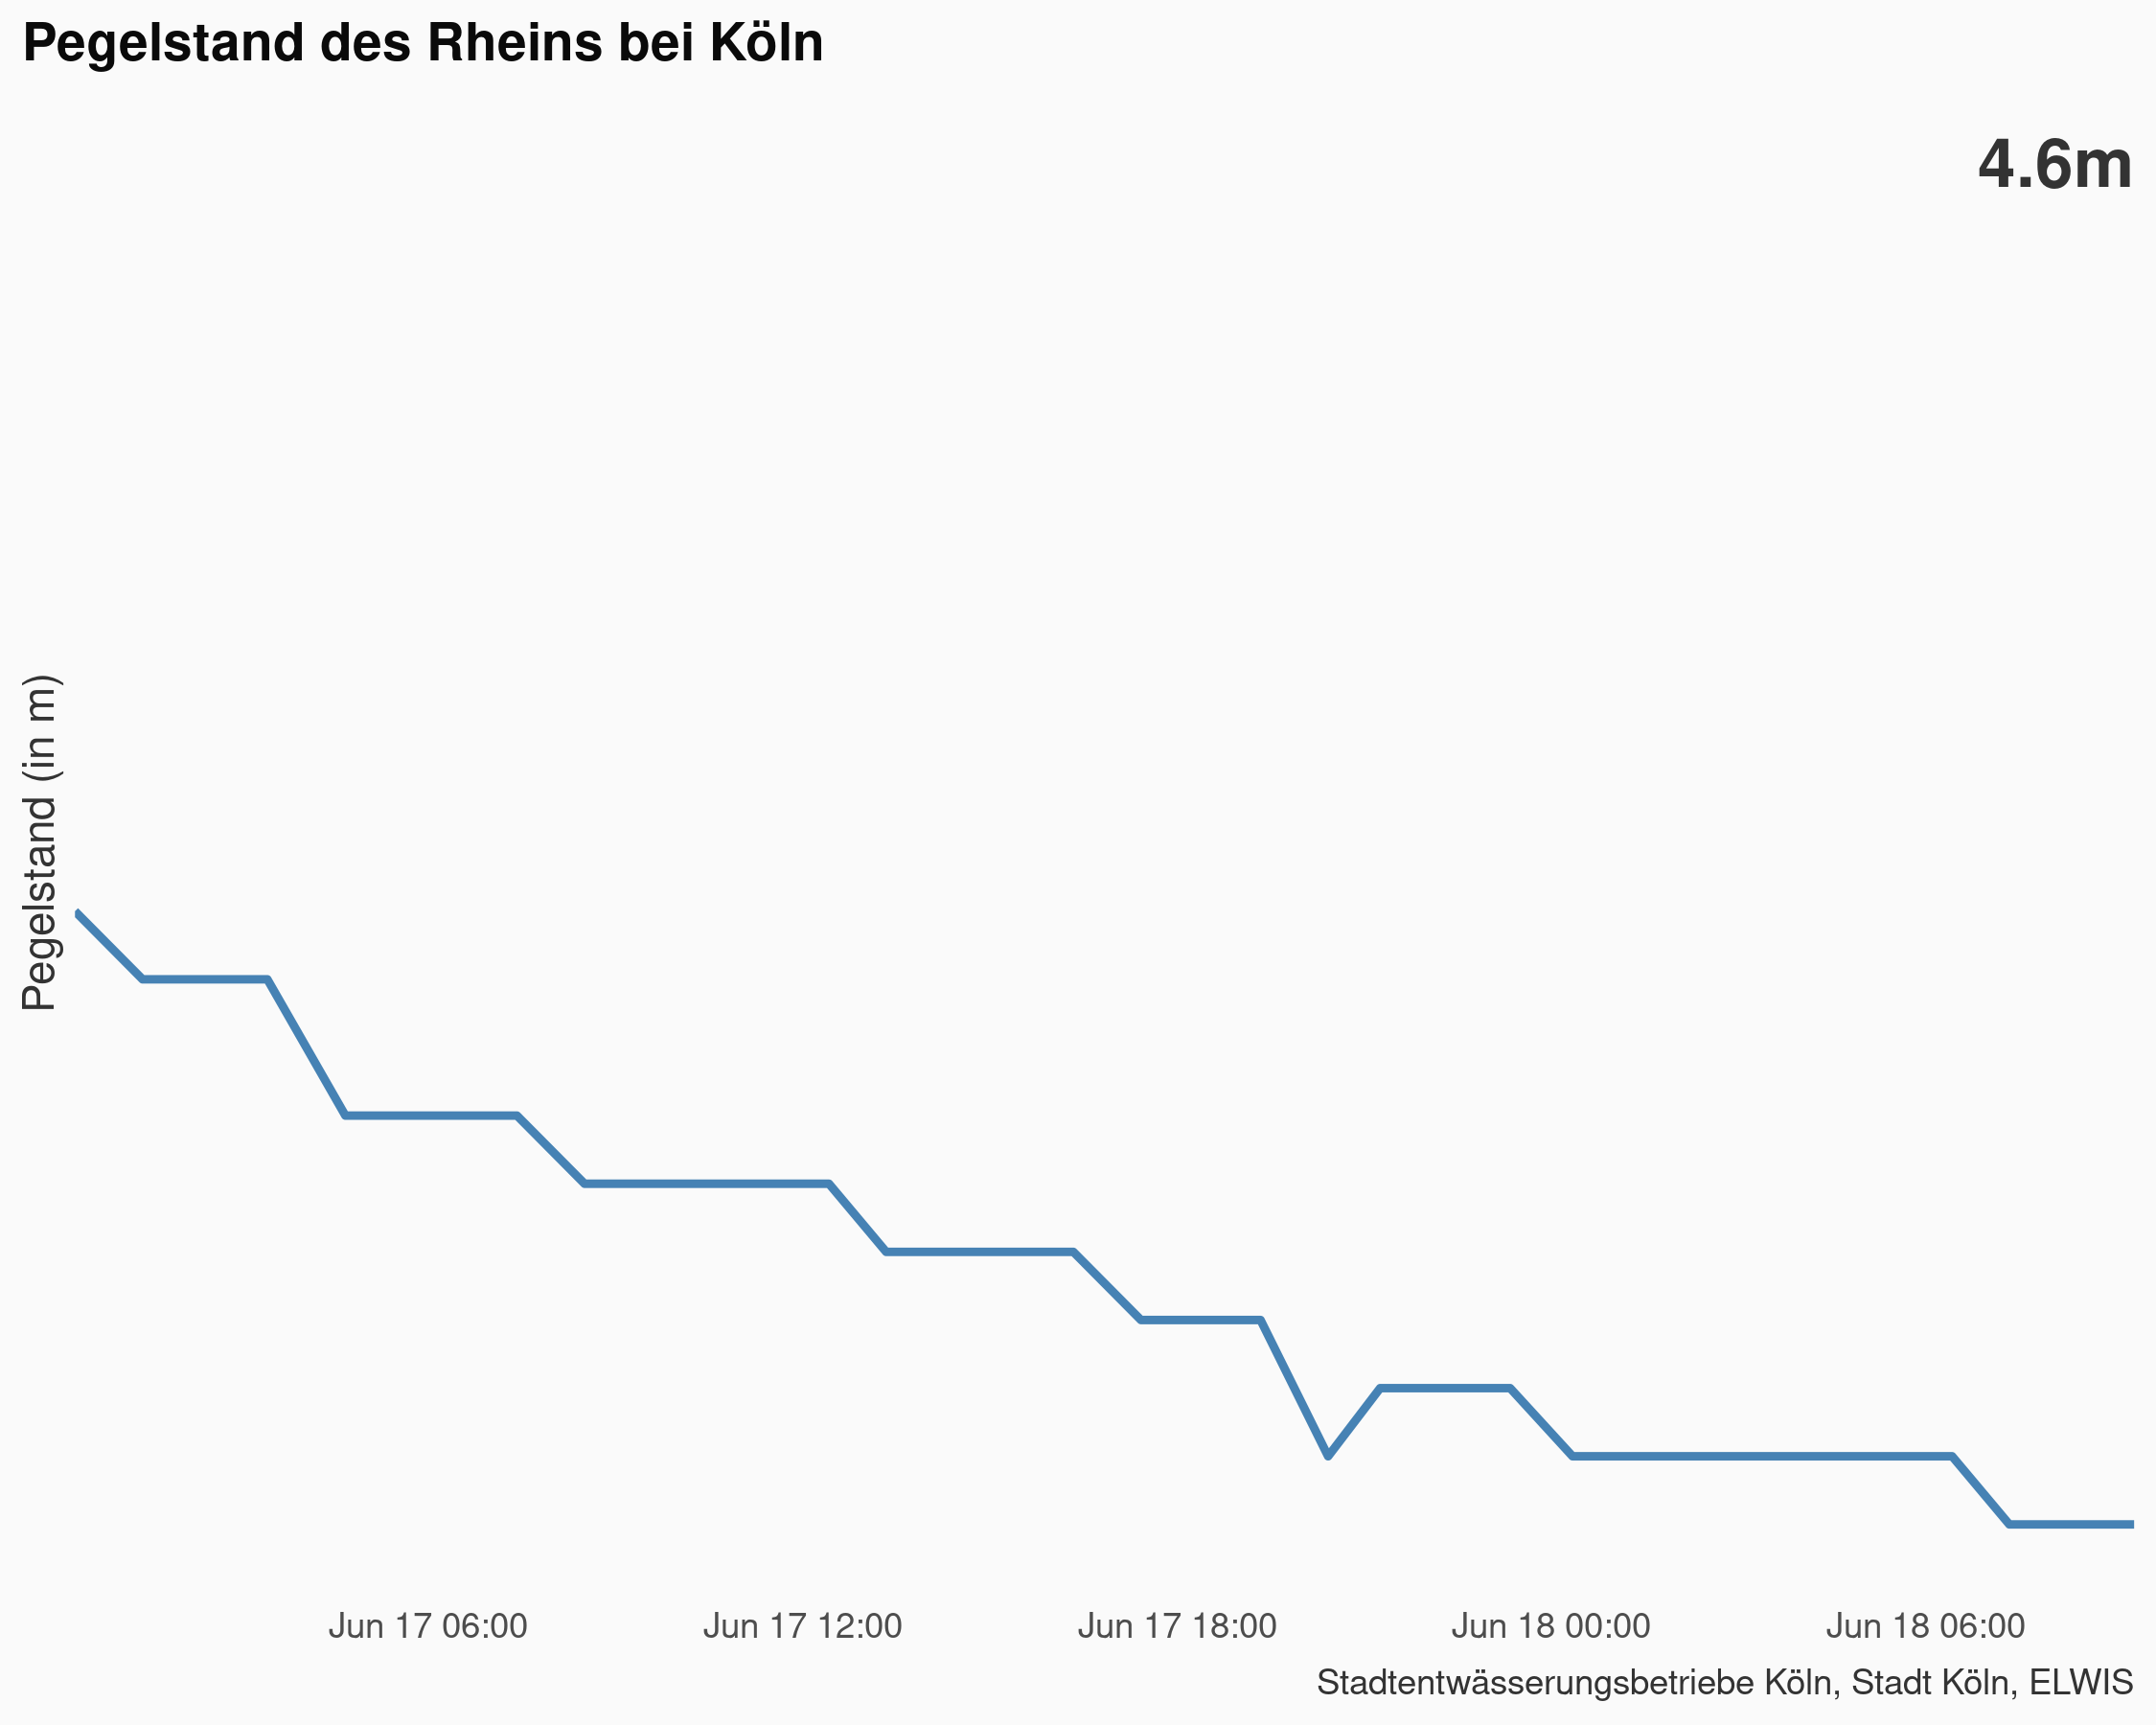 Pegelstand des Rheins bei Köln
4.6m
Pegelstand (in m)
Jun 17 06:00
Jun 17 12:00
Jun 17 18:00
Jun 18 00:00
Jun 18 06:00
Stadtentwässerungsbetriebe Köln, Stadt Köln, ELWIS